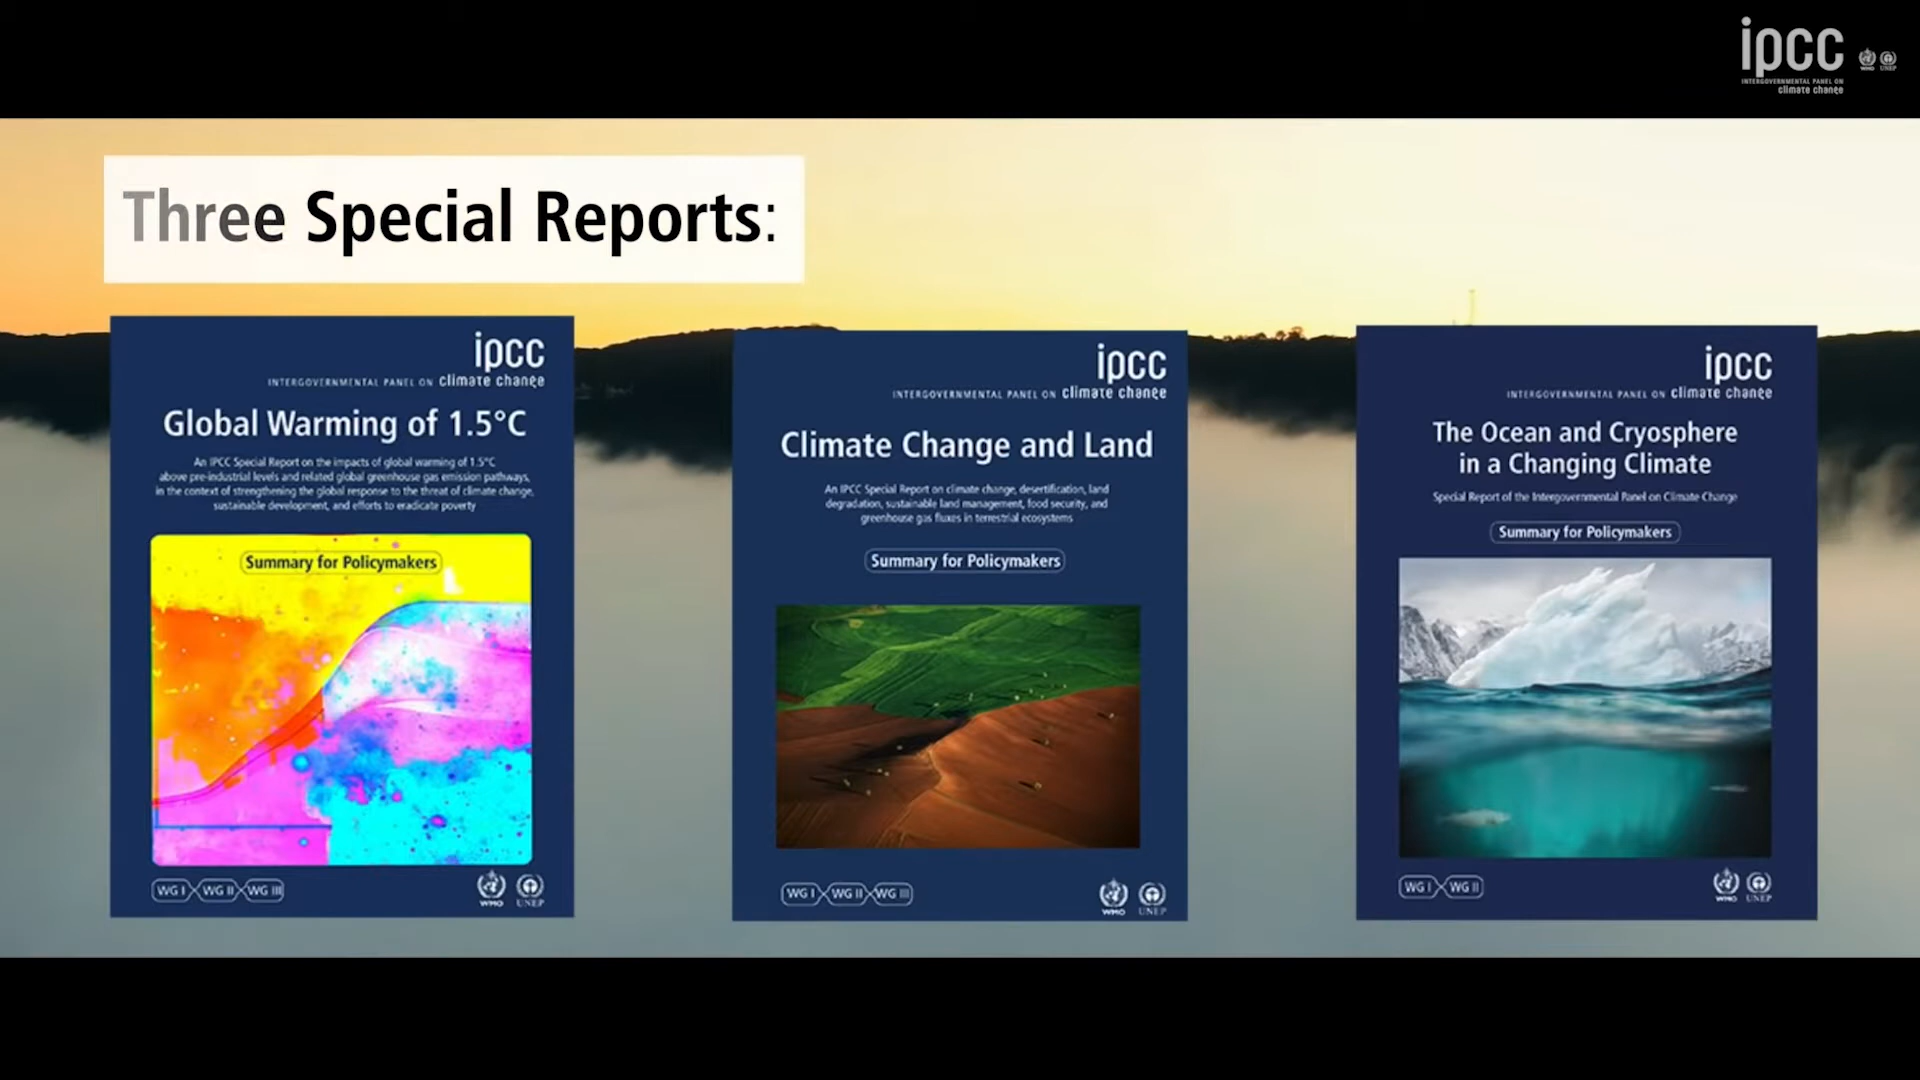 ipcc
INTERGOVERNMENTAL PANEL ON
climate change
WMO
UNEP
Three Special Reports:
ipcc
INTERGOVERNMENTAL PANEL ON climate change
Global Warming of 1.5°C
An IPCC Special Report on the impacts of global warming of 1.5°C
above pre-industrial levels and related global greenhouse gas emission pathways,
in the context of strengthening the global response to the threat of climate change,
sustainable development, and efforts to eradicate poverty
Summary for Policymakers
WG I WG II WG III
WMO UNEP
ipcc
INTERGOVERNMENTAL PANEL ON climate change
Climate Change and Land
An IPCC Special Report on climate change, desertification, land
degradation, sustainable land management, food security, and
greenhouse gas fluxes in terrestrial ecosystems
Summary for Policymakers
WG I WG II WG III
WMO UNEP
ipcc
INTERGOVERNMENTAL PANEL ON climate change
The Ocean and Cryosphere
in a Changing Climate
Special Report of the Intergovernmental Panel on Climate Change
Summary for Policymakers
WG I WG II
WMO UNEP